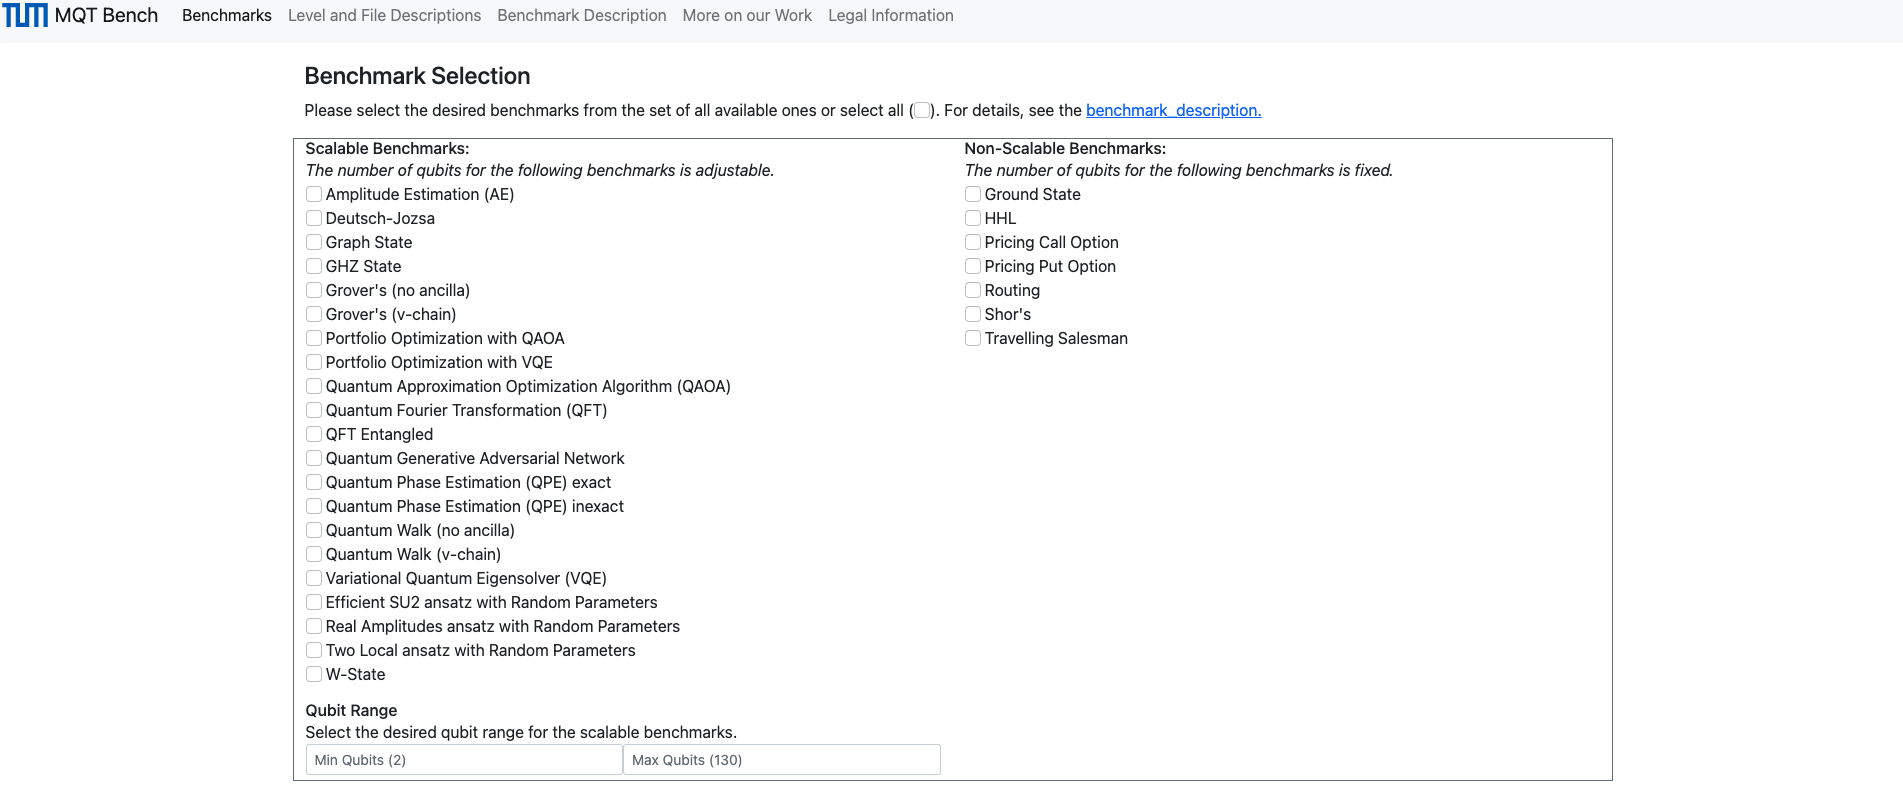 TUM MQT Bench Benchmarks Level and File Descriptions Benchmark Description More on our Work Legal Information
Benchmark Selection
Please select the desired benchmarks from the set of all available ones or select all ( ). For details, see the benchmark_description.
Scalable Benchmarks:
The number of qubits for the following benchmarks is adjustable.
Amplitude Estimation (AE)
Deutsch-Jozsa
Graph State
GHZ State
Grover's (no ancilla)
Grover's (v-chain)
Portfolio Optimization with QAOA
Portfolio Optimization with VQE
Quantum Approximation Optimization Algorithm (QAOA)
Quantum Fourier Transformation (QFT)
QFT Entangled
Quantum Generative Adversarial Network
Quantum Phase Estimation (QPE) exact
Quantum Phase Estimation (QPE) inexact
Quantum Walk (no ancilla)
Quantum Walk (v-chain)
Variational Quantum Eigensolver (VQE)
Efficient SU2 ansatz with Random Parameters
Real Amplitudes ansatz with Random Parameters
Two Local ansatz with Random Parameters
W-State
Qubit Range
Select the desired qubit range for the scalable benchmarks.
Min Qubits (2) Max Qubits (130)
Non-Scalable Benchmarks:
The number of qubits for the following benchmarks is fixed.
Ground State
HHL
Pricing Call Option
Pricing Put Option
Routing
Shor's
Travelling Salesman